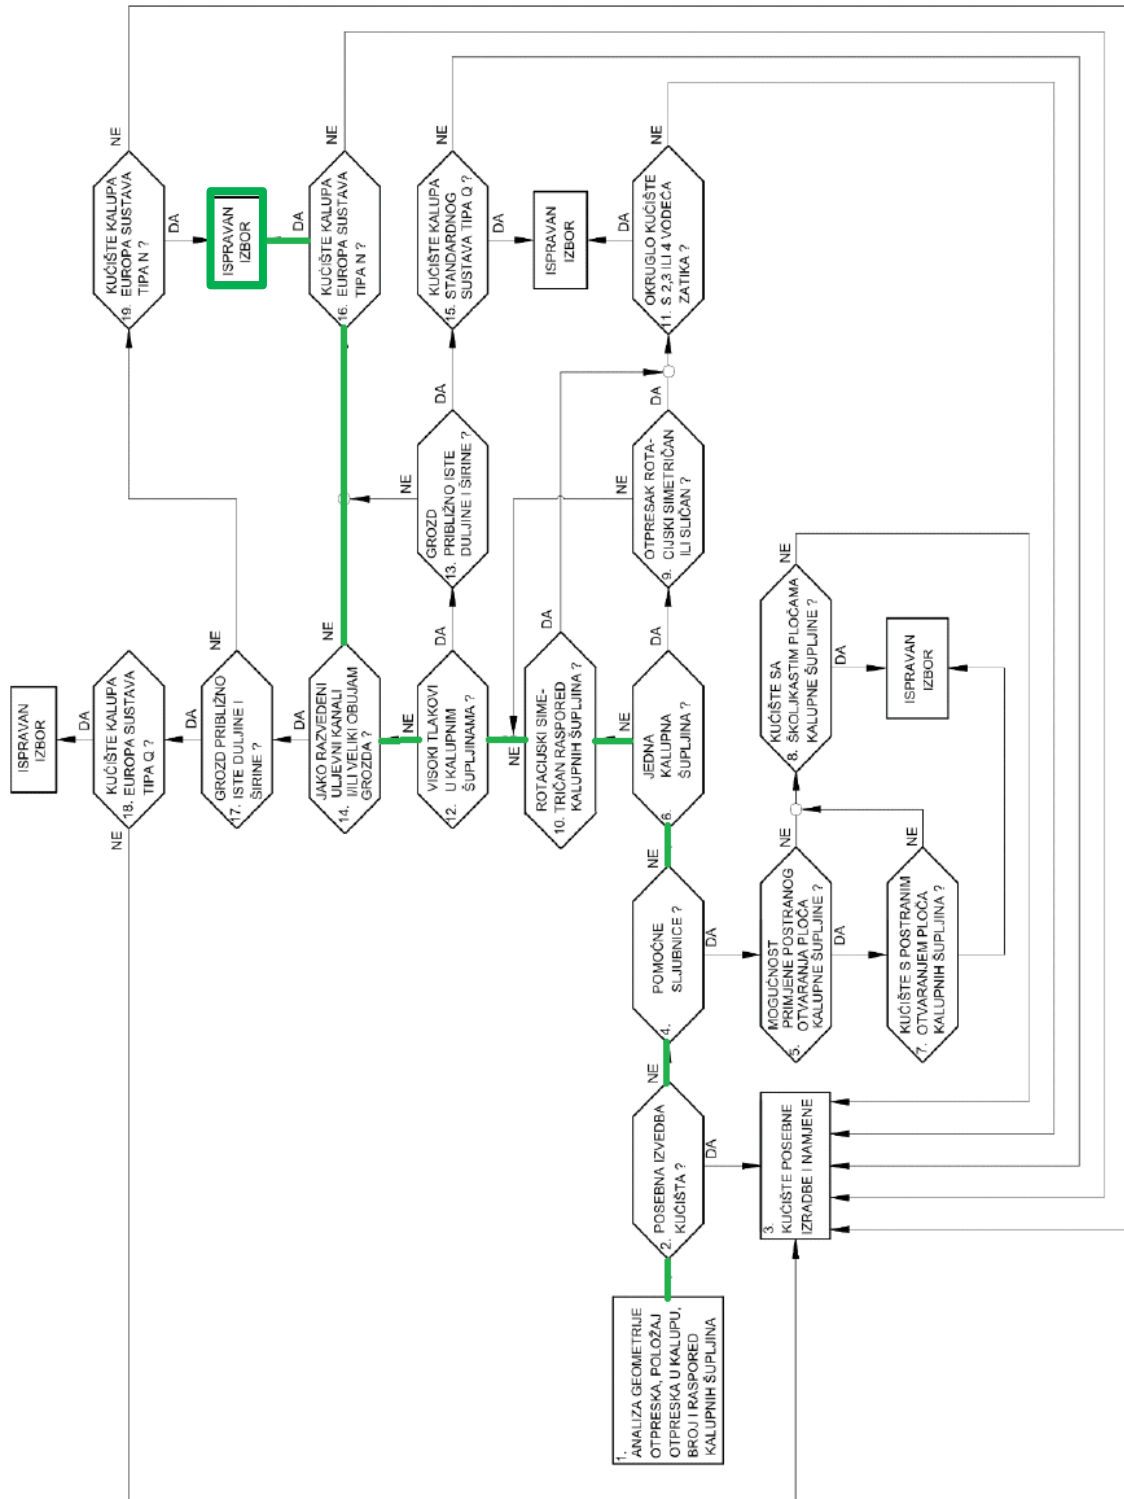 1.
ANALIZA GEOMETRIJE
OTPRESKA, POLOŽAJ
OTPRESKA U KALUPU,
BROJ I RASPORED
KALUPNIH ŠUPLJINA
2. POSEBNA IZVEDBA
KUĆIŠTA ?
NE
DA
3.
KUĆIŠTE POSEBNE
IZRADBE I NAMJENE
4. POMOĆNE
SLJUBNICE ?
NE
DA
MOGUĆNOST
PRIMJENE POSTRANOG
5. OTVARANJA PLOČA
KALUPNE ŠUPLJINE ?
NE
DA
KUĆIŠTE S POSTRANIM
7. OTVARANJEM PLOČA
KALUPNIH ŠUPLJINA ?
NE
DA
KUĆIŠTE SA
8. ŠKOLJKASTIM PLOČAMA
KALUPNE ŠUPLJINE ?
NE
DA
ISPRAVAN
IZBOR
JEDNA
6. KALUPNA
ŠUPLJINA ?
NE
DA
OTPRESAK ROTA-
9. CIJSKI SIMETRIČAN
ILI SLIČAN ?
NE
DA
ROTACIJSKI SIME-
10. TRIČAN RASPORED
KALUPNIH ŠUPLJINA ?
NE
DA
OKRUGLO KUĆIŠTE
11. S 2,3 ILI 4 VODEĆA
ZATIKA ?
NE
DA
ISPRAVAN
IZBOR
VISOKI TLAKOVI
12. U KALUPNIM
ŠUPLJINAMA ?
NE
DA
GROZD
13. PRIBLIŽNO ISTE
DULJINE I ŠIRINE ?
NE
DA
KUĆIŠTE KALUPA
15. STANDARDNOG
SUSTAVA TIPA Q ?
NE
DA
JAKO RAZVEDENI
ULJEVNI KANALI
14. I/ILI VELIKI OBUJAM
GROZDA ?
NE
DA
KUĆIŠTE KALUPA
16. EUROPA SUSTAVA
TIPA N ?
NE
DA
ISPRAVAN
IZBOR
GROZD PRIBLIŽNO
17. ISTE DULJINE I
ŠIRINE ?
NE
DA
KUĆIŠTE KALUPA
18. EUROPA SUSTAVA
TIPA Q ?
NE
DA
ISPRAVAN
IZBOR
KUĆIŠTE KALUPA
19. EUROPA SUSTAVA
TIPA N ?
NE
DA